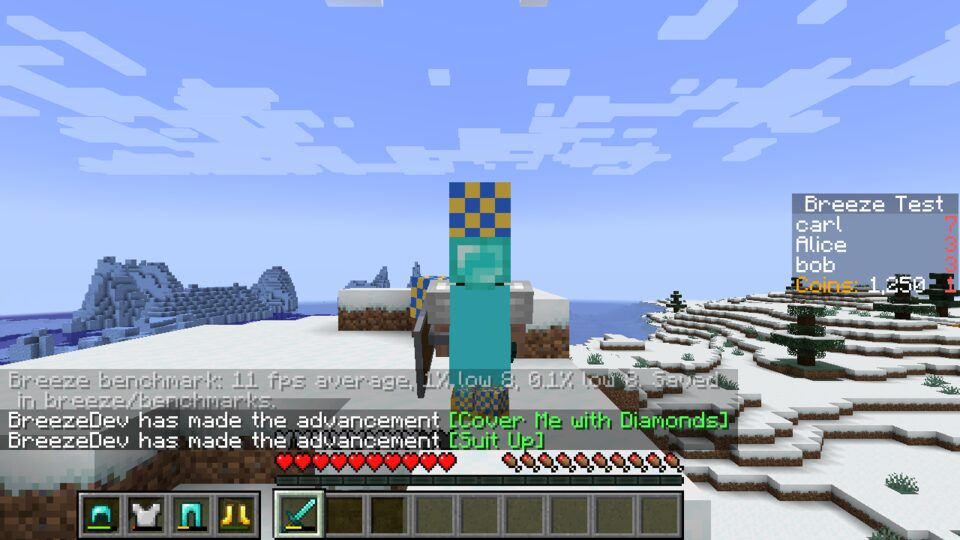 Breeze Test
carl
Alice
bob
Coins: 1,250 1
Breeze benchmark: 11 fps average, 1% low 8, 0.1% low 8. Saved
in breeze/benchmarks.
BreezeDev has made the advancement [Cover Me with Diamonds]
BreezeDev has made the advancement [Suit Up]